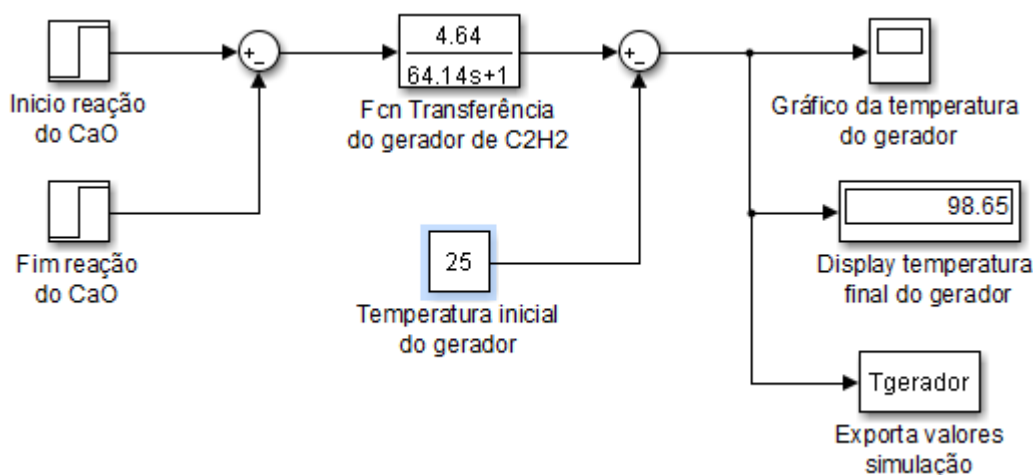 Inicio reação
do CaO
4.64
64.14s+1
Fcn Transferência
do gerador de C2H2
Gráfico da temperatura
do gerador
Fim reação
do CaO
25
Temperatura inicial
do gerador
98.65
Display temperatura
final do gerador
Tgerador
Exporta valores
simulação